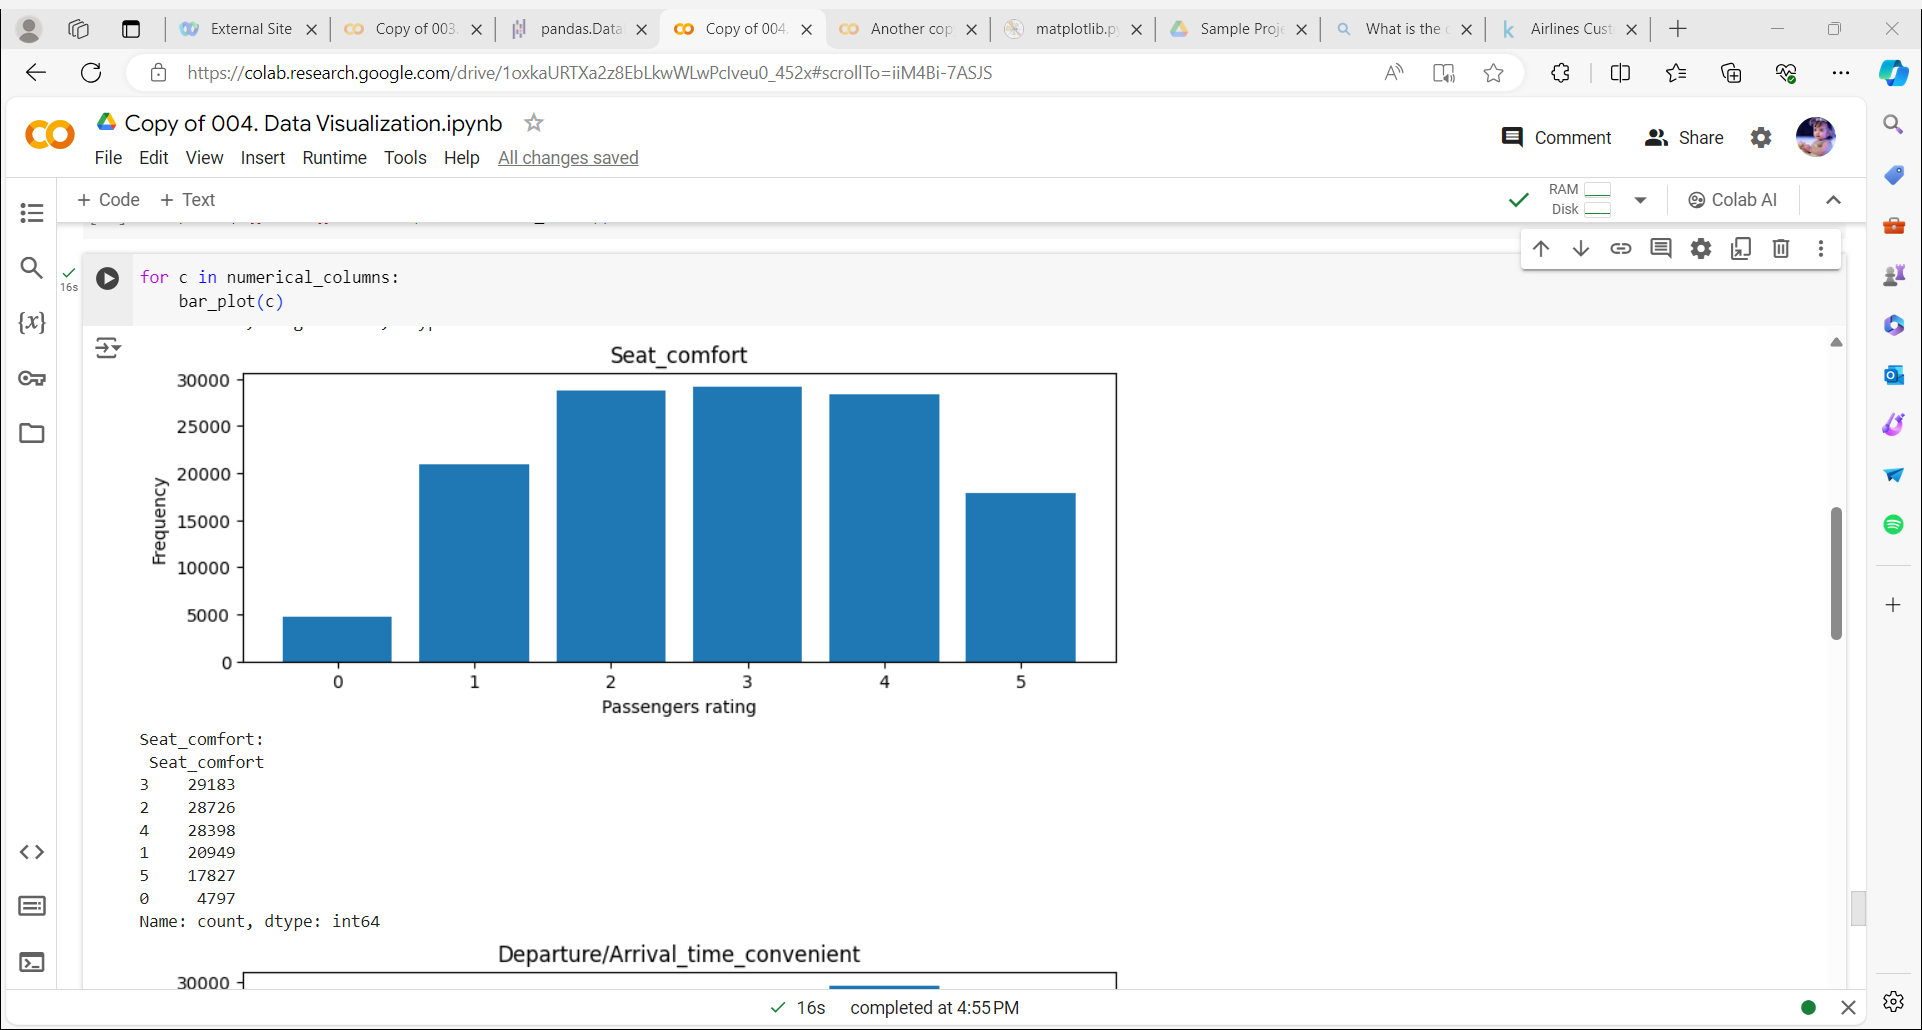 External Site
Copy of 003.
pandas.Data
Copy of 004.
Another cop
matplotlib.p
Sample Proj
What is the
Airlines Cust
https://colab.research.google.com/drive/1oxkaURTXa2z8EbLkwWLwPclveu0_452x#scrollTo=iiM4Bi-7ASJS
Copy of 004. Data Visualization.ipynb
Comment
Share
File Edit View Insert Runtime Tools Help All changes saved
+ Code + Text
RAM
Disk
Colab AI
16s
for c in numerical_columns:
bar_plot(c)
Seat_comfort
30000
25000
20000
15000
10000
5000
0
Frequency
0 1 2 3 4 5
Passengers rating
Seat_comfort:
Seat_comfort
3 29183
2 28726
4 28398
1 20949
5 17827
0 4797
Name: count, dtype: int64
Departure/Arrival_time_convenient
30000
16s completed at 4:55 PM